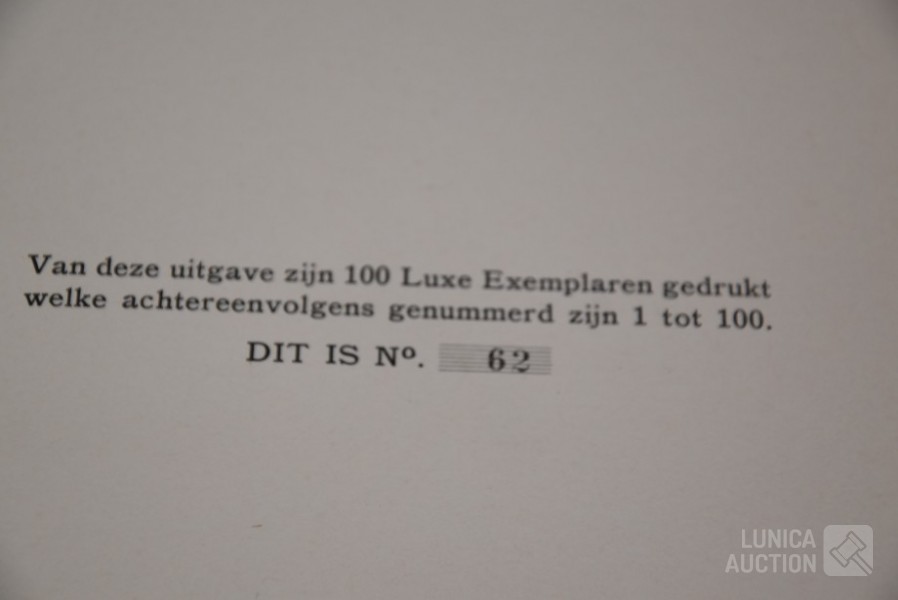 Van deze uitgave zijn 100 Luxe Exemplaren gedrukt
welke achtereenvolgens genummerd zijn 1 tot 100.
DIT IS Nº. 62
LUNICA
AUCTION